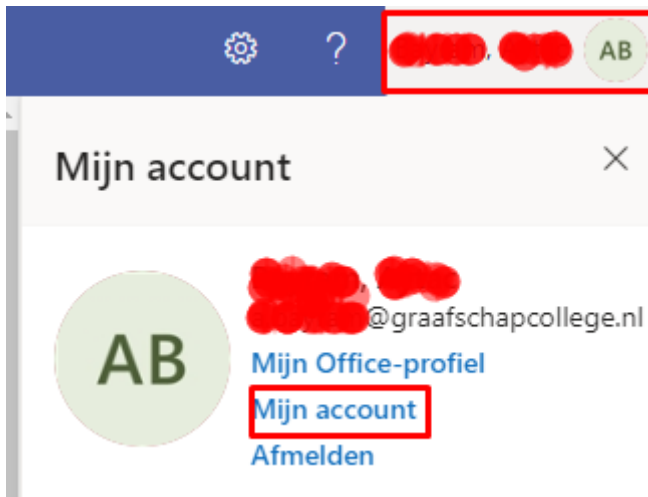 ? , AB
Mijn account
AB
,
@graafschapcollege.nl
Mijn Office-profiel
Mijn account
Afmelden